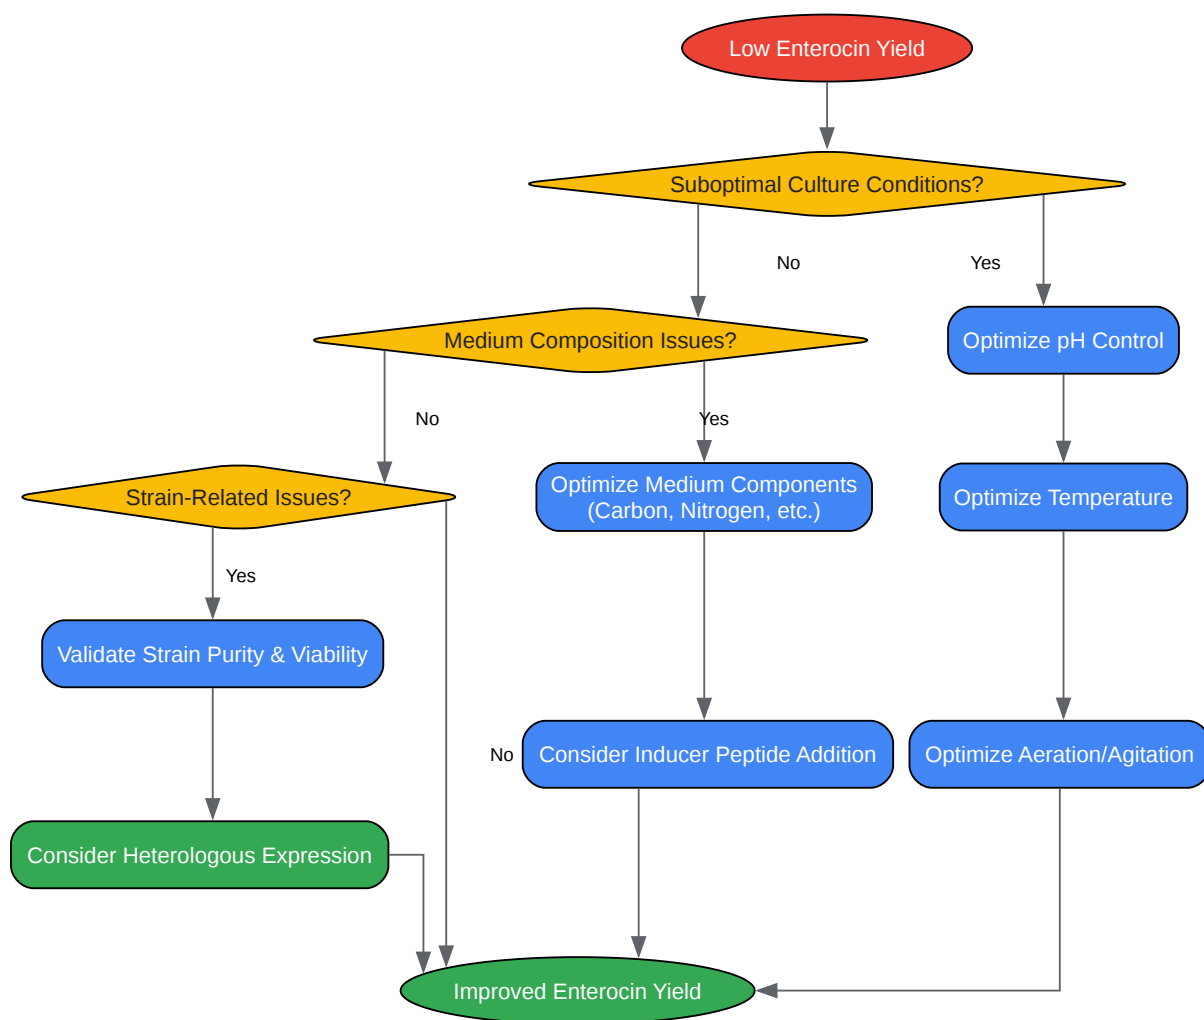 Low Enterocin Yield
Suboptimal Culture Conditions?
No
Yes
Medium Composition Issues?
Optimize pH Control
No
Yes
Strain-Related Issues?
Optimize Medium Components
(Carbon, Nitrogen, etc.)
Optimize Temperature
Yes
Validate Strain Purity & Viability
No
Consider Inducer Peptide Addition
Optimize Aeration/Agitation
Consider Heterologous Expression
Improved Enterocin Yield